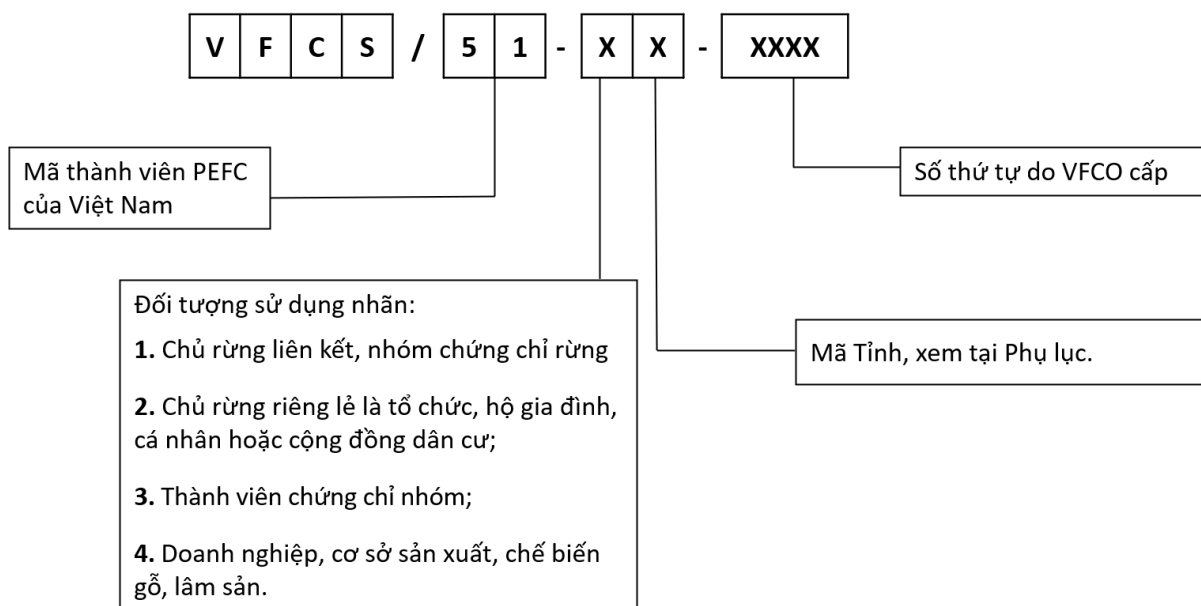 V F C S / 5 1 - X X - XXXX
Mã thành viên PEFC
của Việt Nam
Số thứ tự do VFCO cấp
Đối tượng sử dụng nhãn:
1. Chủ rừng liên kết, nhóm chứng chỉ rừng
2. Chủ rừng riêng lẻ là tổ chức, hộ gia đình,
cá nhân hoặc cộng đồng dân cư;
3. Thành viên chứng chỉ nhóm;
4. Doanh nghiệp, cơ sở sản xuất, chế biến
gỗ, lâm sản.
Mã Tỉnh, xem tại Phụ lục.